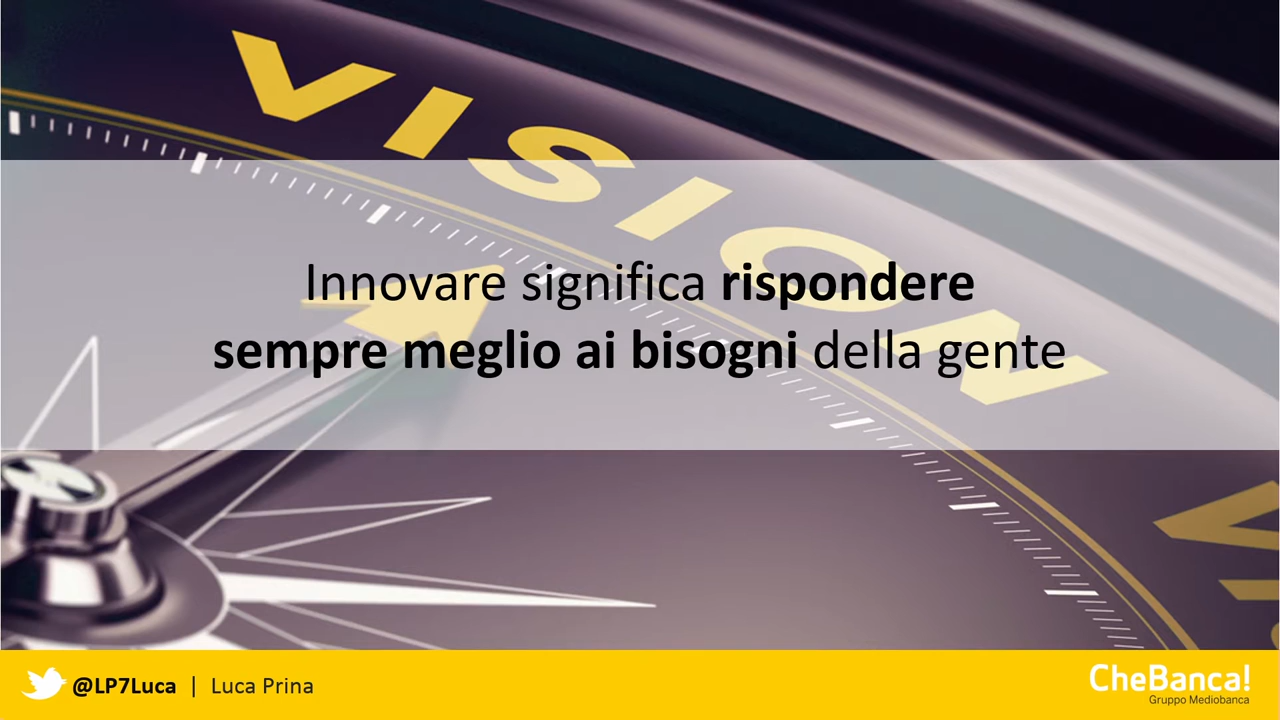 VISION
Innovare significa rispondere
sempre meglio ai bisogni della gente
@LP7Luca | Luca Prina
CheBanca!
Gruppo Mediobanca